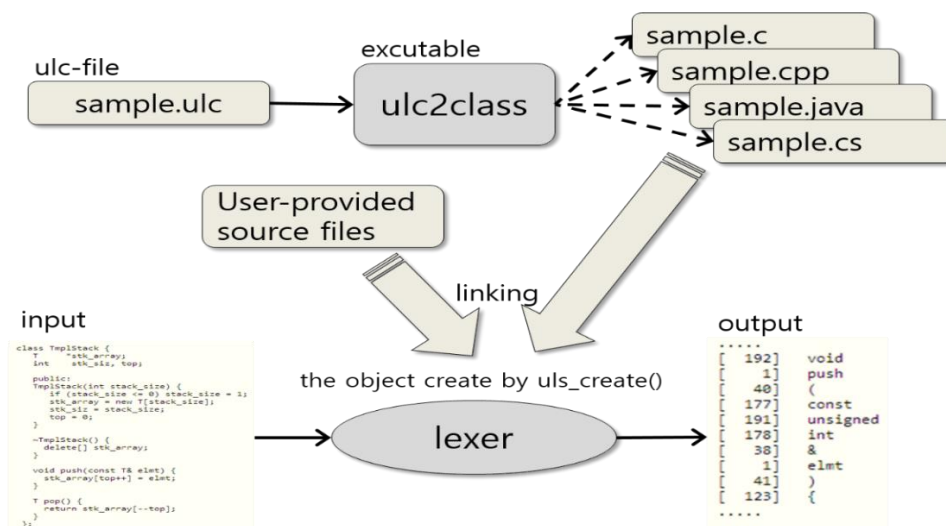 excutable
ulc-file
sample.ulc
ulc2class
sample.c
sample.cpp
sample.java
sample.cs
User-provided
source files
linking
input
class TmplStack {
T *stk_array;
int stk_siz, top;
public:
TmplStack(int stack_size) {
if (stack_size <= 0) stack_size = 1;
stk_array = new T[stack_size];
stk_siz = stack_size;
top = 0;
}
~TmplStack() {
delete[] stk_array;
}
void push(const T& elmt) {
stk_array[top++] = elmt;
}
T pop() {
return stk_array[--top];
}
};
the object create by uls_create()
lexer
output
.....
[ 192] void
[ 1] push
[ 40] (
[ 177] const
[ 191] unsigned
[ 178] int
[ 38] &
[ 1] elmt
[ 41] )
[ 123] {
.....